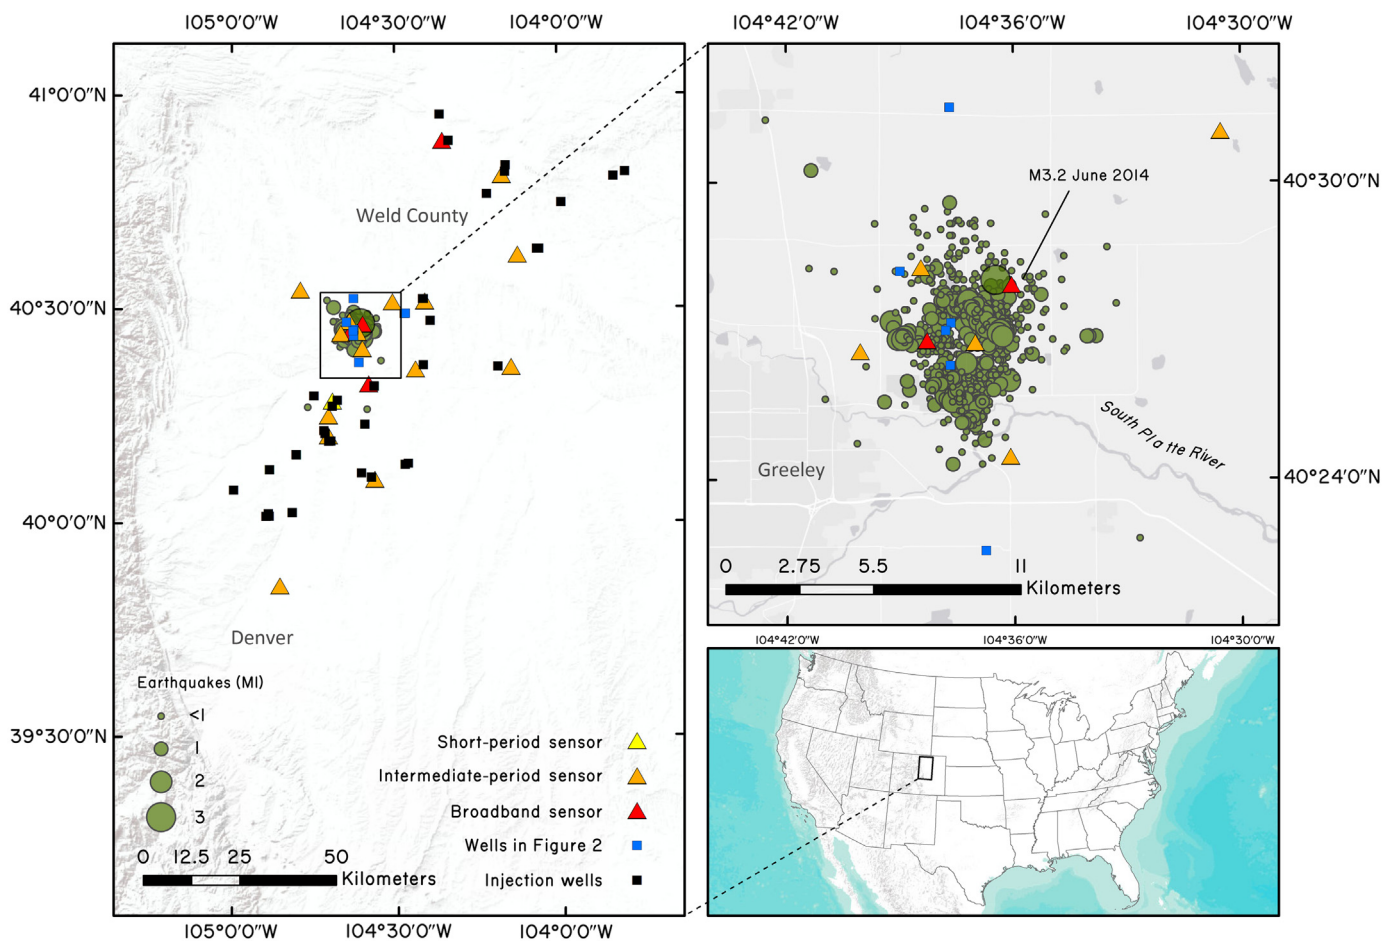 105°0'0"W 104°30'0"W 104°0'0"W
41°0'0"N
40°30'0"N
40°0'0"N
39°30'0"N
Weld County
Denver
Earthquakes (Ml)
<1
1
2
3
0 12.5 25 50
Kilometers
Short-period sensor
Intermediate-period sensor
Broadband sensor
Wells in Figure 2
Injection wells
105°0'0"W 104°30'0"W 104°0'0"W
104°42'0"W 104°36'0"W 104°30'0"W
M3.2 June 2014
40°30'0"N
South Platte River
Greeley
40°24'0"N
0 2.75 5.5 11
Kilometers
104°42'0"W 104°36'0"W 104°30'0"W